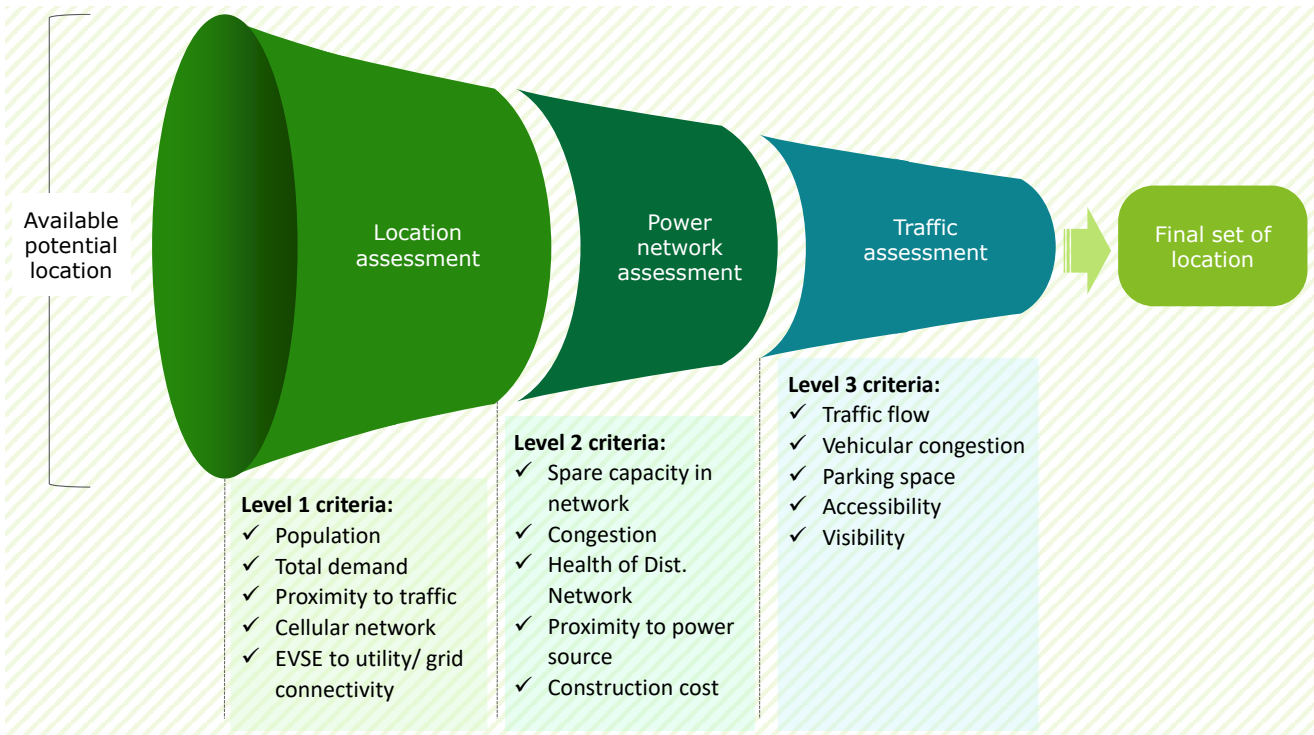 Available
potential
location
Location
assessment
Power
network
assessment
Traffic
assessment
Final set of
location
Level 1 criteria:
✓ Population
✓ Total demand
✓ Proximity to traffic
✓ Cellular network
✓ EVSE to utility/ grid
connectivity
Level 2 criteria:
✓ Spare capacity in
network
✓ Congestion
✓ Health of Dist.
Network
✓ Proximity to power
source
✓ Construction cost
Level 3 criteria:
✓ Traffic flow
✓ Vehicular congestion
✓ Parking space
✓ Accessibility
✓ Visibility